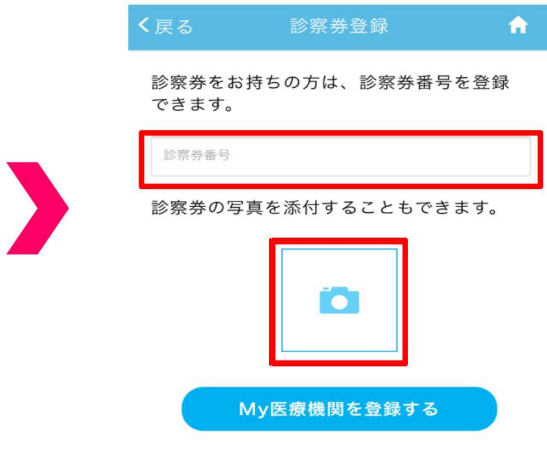 戻る 診察券登録
診察券をお持ちの方は、診察券番号を登録
できます。
診察券番号
診察券の写真を添付することもできます。
My医療機関を登録する